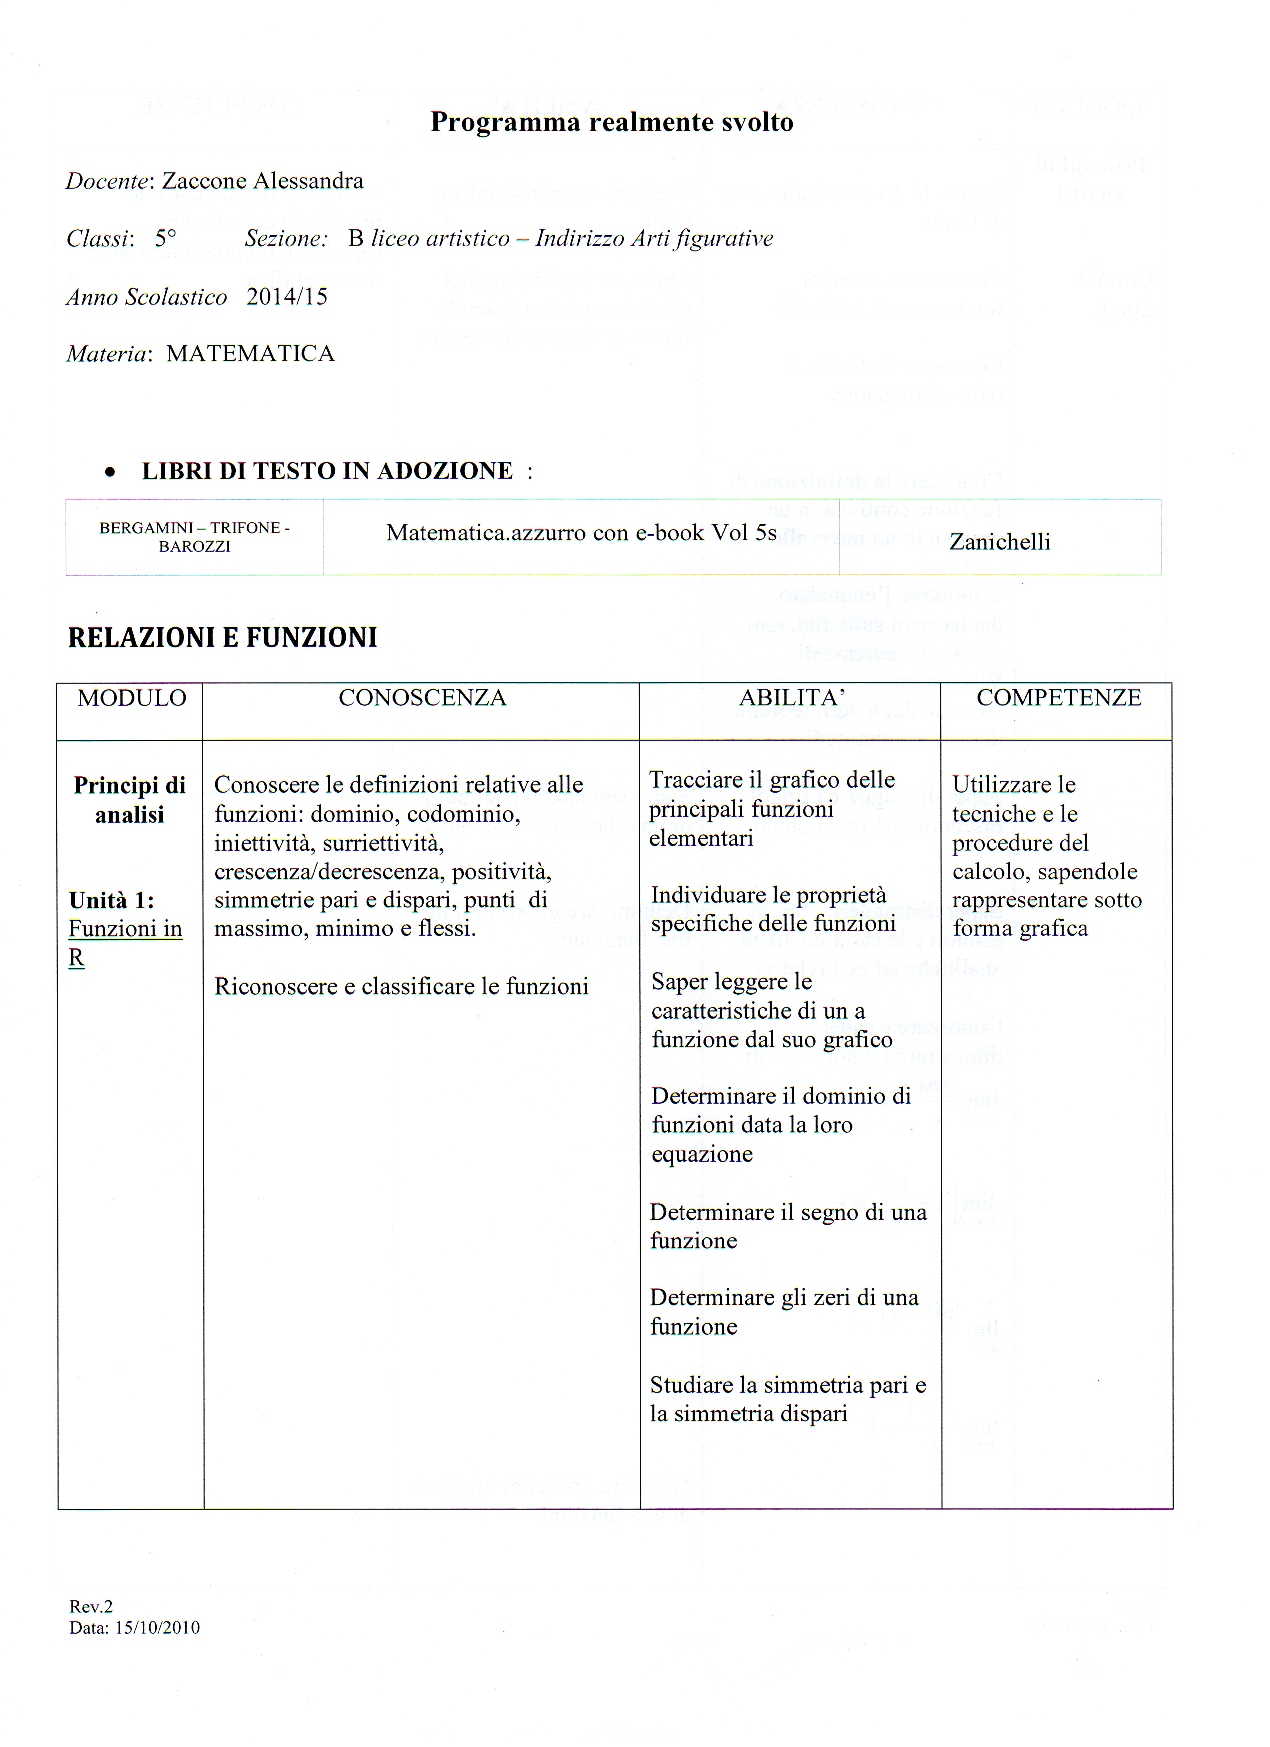 Programma realmente svolto
Docente: Zaccone Alessandra
Classi: 5° Sezione: B liceo artistico – Indirizzo Arti figurative
Anno Scolastico 2014/15
Materia: MATEMATICA
• LIBRI DI TESTO IN ADOZIONE :
BERGAMINI – TRIFONE -
BAROZZI
Matematica.azzurro con e-book Vol 5s
Zanichelli
RELAZIONI E FUNZIONI
MODULO CONOSCENZA ABILITA’ COMPETENZE
Principi di
analisi
Unità 1:
Funzioni in
R
Conoscere le definizioni relative alle
funzioni: dominio, codominio,
iniettività, surriettività,
crescenza/decrescenza, positività,
simmetrie pari e dispari, punti di
massimo, minimo e flessi.
Riconoscere e classificare le funzioni
Tracciare il grafico delle
principali funzioni
elementari
Individuare le proprietà
specifiche delle funzioni
Saper leggere le
caratteristiche di un a
funzione dal suo grafico
Determinare il dominio di
funzioni data la loro
equazione
Determinare il segno di una
funzione
Determinare gli zeri di una
funzione
Studiare la simmetria pari e
la simmetria dispari
Utilizzare le
tecniche e le
procedure del
calcolo, sapendole
rappresentare sotto
forma grafica
Rev.2
Data: 15/10/2010